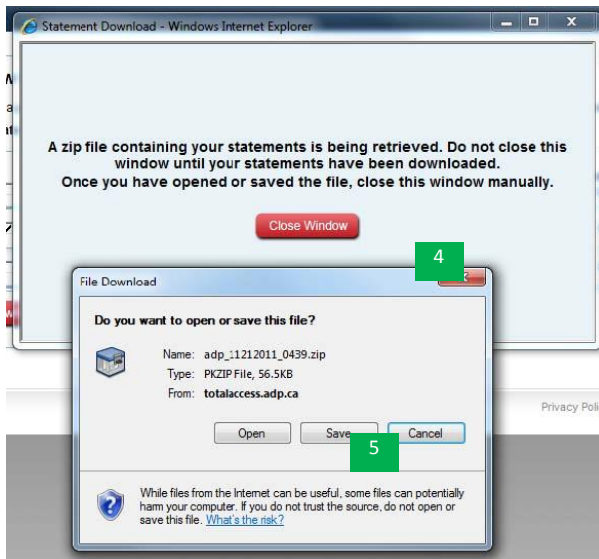 Statement Download - Windows Internet Explorer
A zip file containing your statements is being retrieved. Do not close this
window until your statements have been downloaded.
Once you have opened or saved the file, close this window manually.
Close Window
4
File Download
Do you want to open or save this file?
Name: adp_11212011_0439.zip
Type: PKZIP File, 56.5KB
From: totalaccess.adp.ca
Privacy Poli
Open Save Cancel
5
While files from the Internet can be useful, some files can potentially
harm your computer. If you do not trust the source, do not open or
save this file. What's the risk?